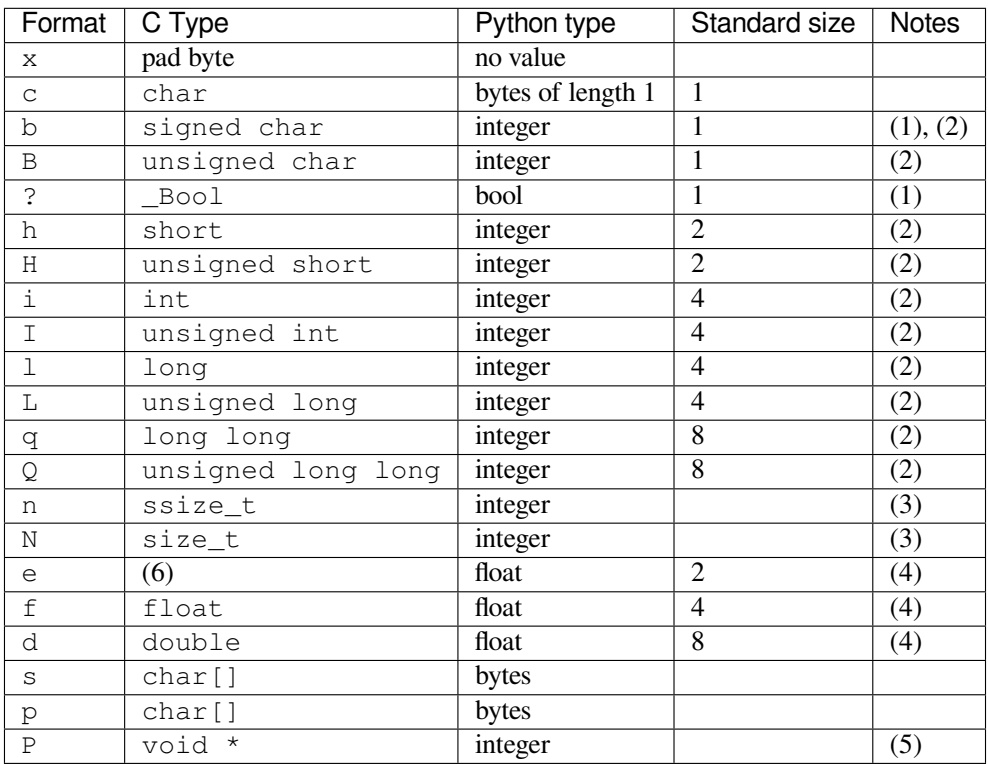 Format C Type Python type Standard size Notes
x pad byte no value
c char bytes of length 1 1
b signed char integer 1 (1), (2)
B unsigned char integer 1 (2)
? _Bool bool 1 (1)
h short integer 2 (2)
H unsigned short integer 2 (2)
i int integer 4 (2)
I unsigned int integer 4 (2)
l long integer 4 (2)
L unsigned long integer 4 (2)
q long long integer 8 (2)
Q unsigned long long integer 8 (2)
n ssize_t integer (3)
N size_t integer (3)
e (6) float 2 (4)
f float float 4 (4)
d double float 8 (4)
s char[] bytes
p char[] bytes
P void * integer (5)